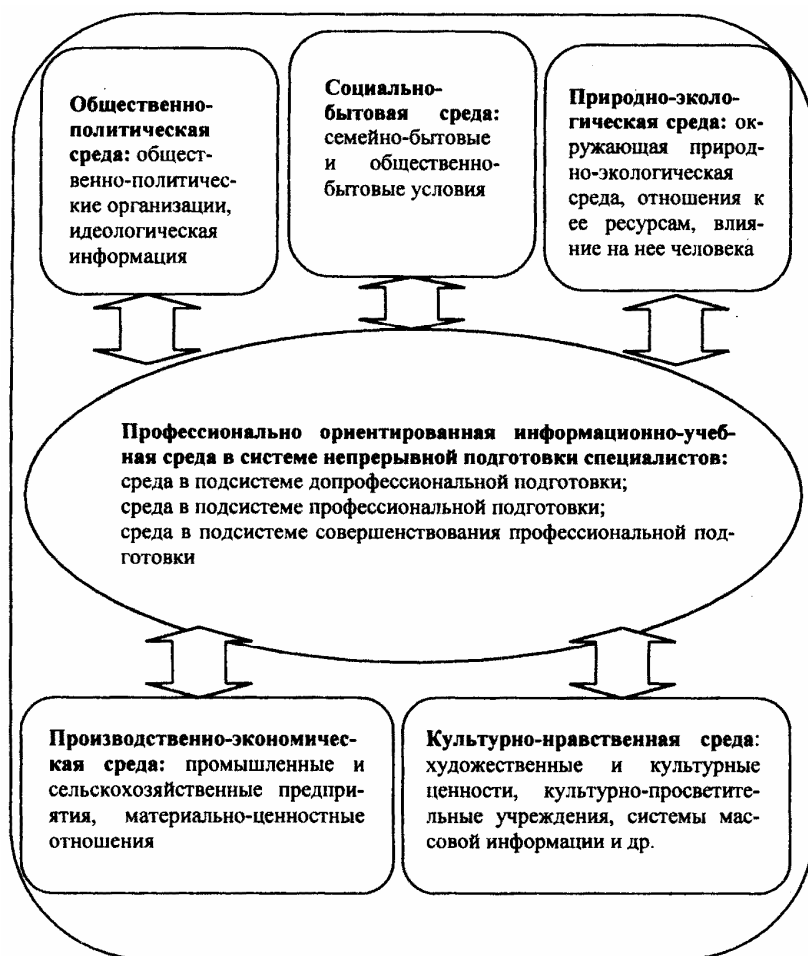 Общественно-
политическая
среда: общест-
венно-политичес-
кие организации,
идеологическая
информация
Социально-
бытовая среда:
семейно-бытовые
и общественно-
бытовые условия
Природно-эколо-
гическая среда: ок-
ружающая природ-
но-экологическая
среда, отношения к
ее ресурсам, влия-
ние на нее человека
Профессионально ориентированная информационно-учеб-
ная среда в системе непрерывной подготовки специалистов:
среда в подсистеме допрофессиональной подготовки;
среда в подсистеме профессиональной подготовки;
среда в подсистеме совершенствования профессиональной под-
готовки
Производственно-экономичес-
кая среда: промышленные и
сельскохозяйственные предпри-
ятия, материально-ценностные
отношения
Культурно-нравственная среда:
художественные и культурные
ценности, культурно-просветите-
льные учреждения, системы мас-
совой информации и др.